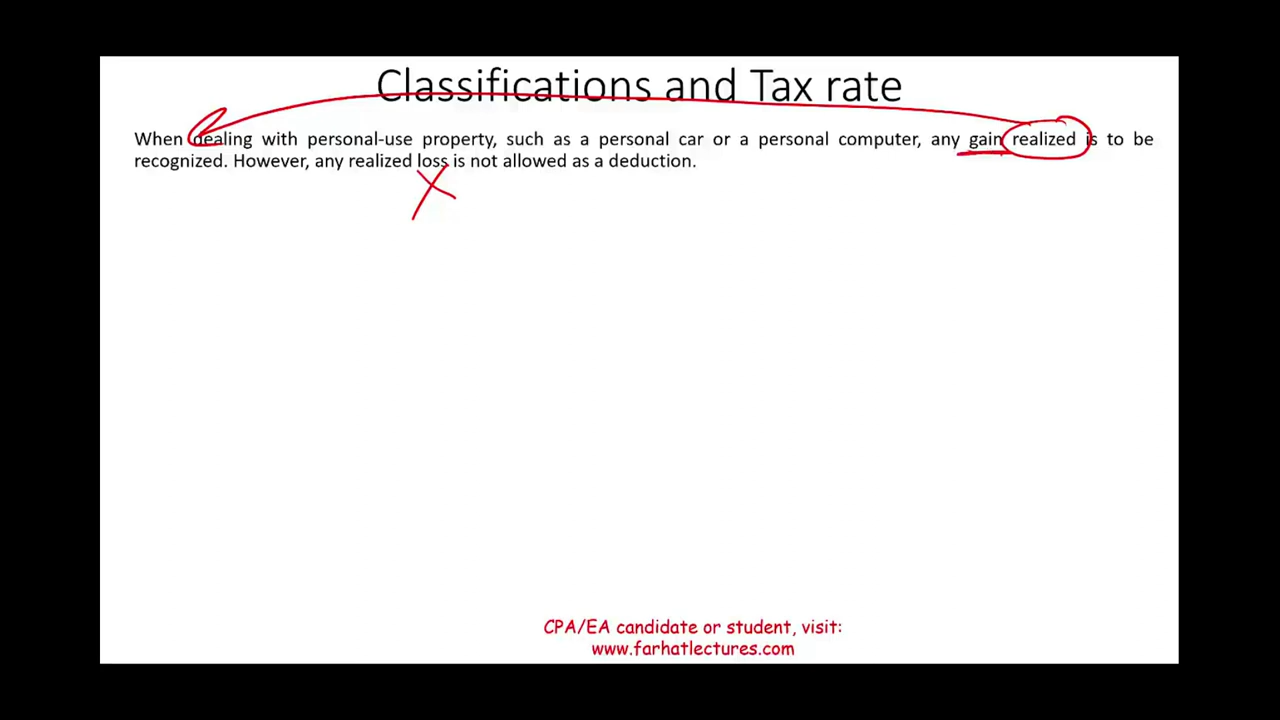 Classifications and Tax rate
When dealing with personal-use property, such as a personal car or a personal computer, any gain realized is to be
recognized. However, any realized loss is not allowed as a deduction.
CPA/EA candidate or student, visit:
www.farhatlectures.com